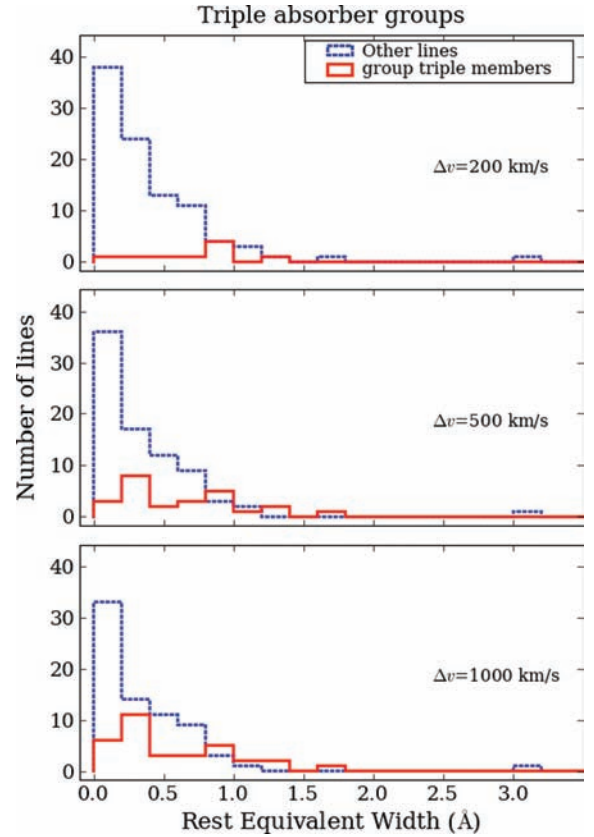 Triple absorber groups
Other lines
group triple members
40
30
20
10
0
Δv=200 km/s
40
30
20
10
0
Δv=500 km/s
40
30
20
10
0
Δv=1000 km/s
Number of lines
0.0 0.5 1.0 1.5 2.0 2.5 3.0
Rest Equivalent Width (Å)